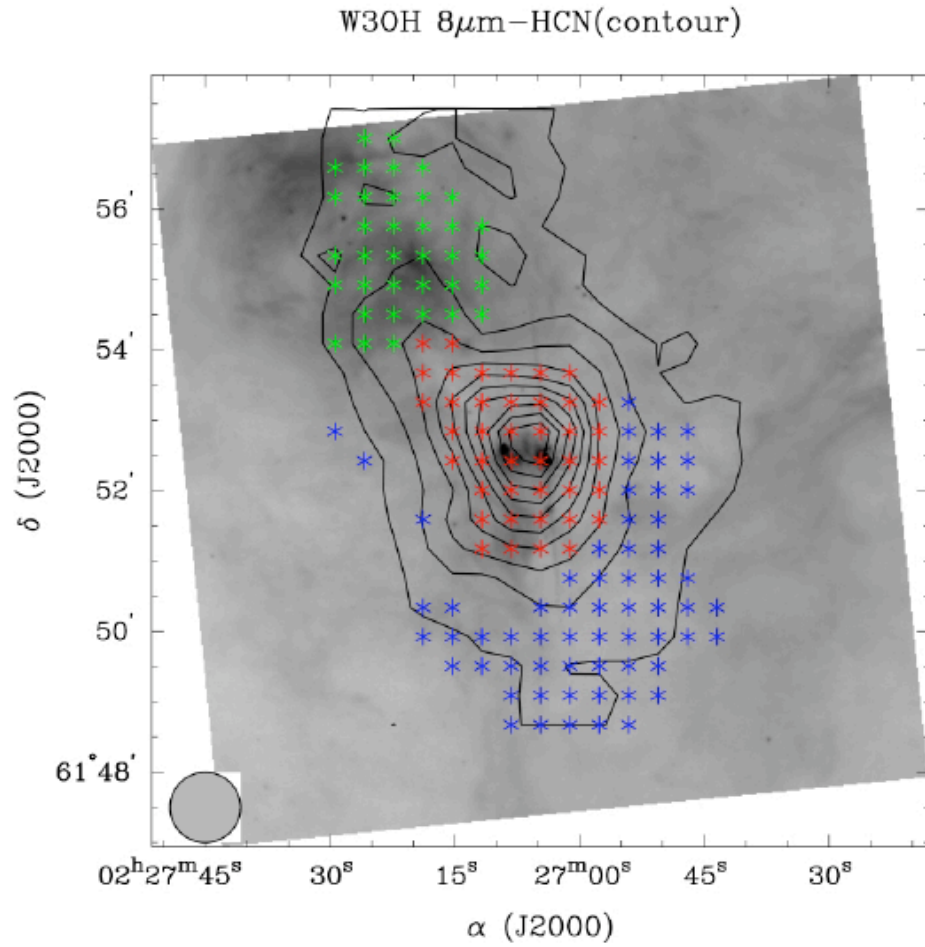 W3OH 8μm-HCN(contour)
56′
54′
52′
50′
61°48′
δ (J2000)
02ʰ27ᵐ45ˢ 30ˢ 15ˢ 27ᵐ00ˢ 45ˢ 30ˢ
α (J2000)